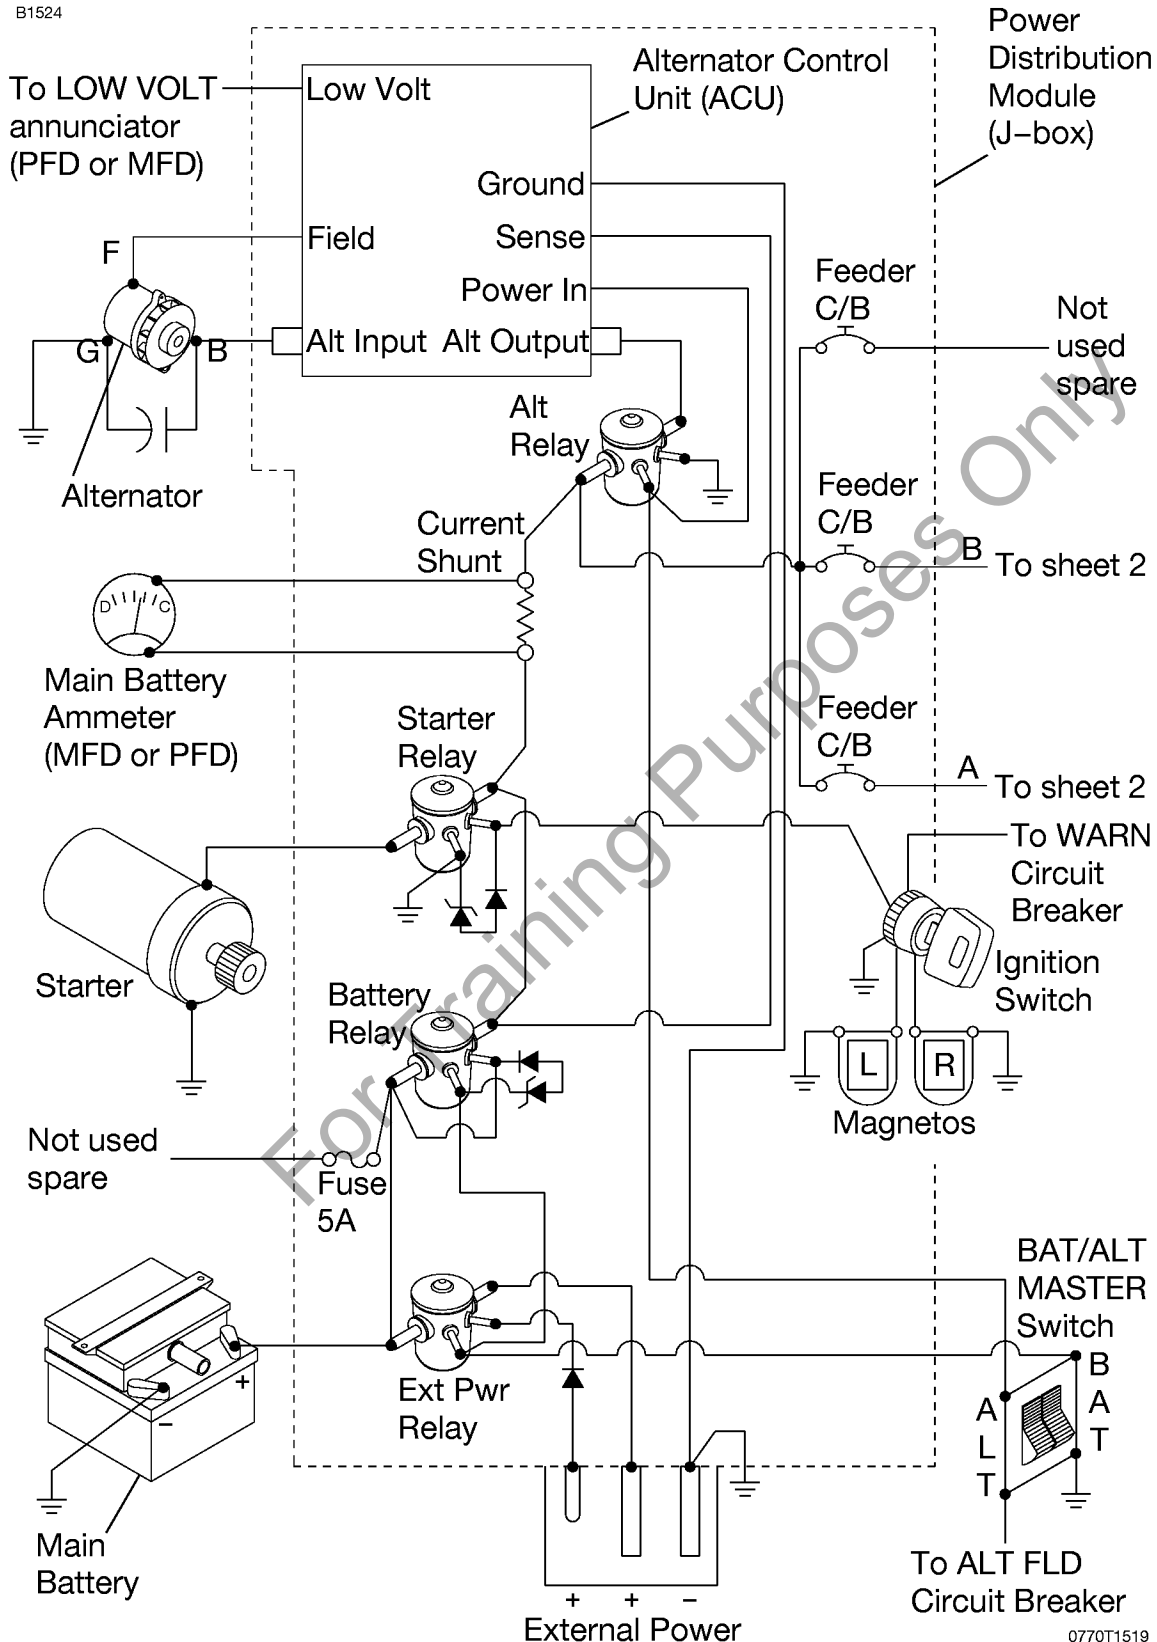 B1524
Power
Distribution
Module
(J-box)
Alternator Control
Unit (ACU)
To LOW VOLT
annunciator
(PFD or MFD)
Low Volt
Ground
Field
Sense
Power In
Alt Input
Alt Output
F
G
B
Alternator
Feeder
C/B
Not
used
spare
Alt
Relay
Feeder
C/B
B
To sheet 2
Current
Shunt
D
C
Main Battery
Ammeter
(MFD or PFD)
Feeder
C/B
A
To sheet 2
Starter
Relay
To WARN
Circuit
Breaker
Starter
Ignition
Switch
Battery
Relay
L
R
Magnetos
Not used
spare
Fuse
5A
BAT/ALT
MASTER
Switch
B
A
T
A
L
T
Ext Pwr
Relay
+
−
Main
Battery
+
+
−
External Power
To ALT FLD
Circuit Breaker
0770T1519
For Training Purposes Only